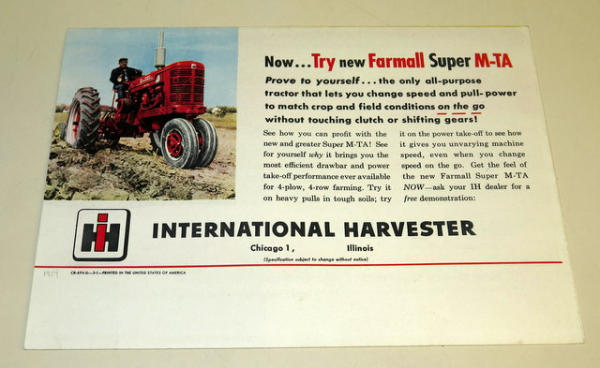 Now...Try new Farmall Super M-TA
Prove to yourself...the only all-purpose
tractor that lets you change speed and pull-power
to match crop and field conditions on the go
without touching clutch or shifting gears!
See how you can profit with the
new and greater Super M-TA! See
for yourself why it brings you the
most efficient drawbar and power
take-off performance ever available
for 4-plow, 4-row farming. Try it
on heavy pulls in tough soils; try
it on the power take-off to see how
it gives you unvarying machine
speed, even when you change
speed on the go. Get the feel of
the new Farmall Super M-TA
NOW—ask your IH dealer for a
free demonstration:
IH
INTERNATIONAL HARVESTER
Chicago 1, Illinois
(Specification subject to change without notice)
PRINTED IN THE UNITED STATES OF AMERICA